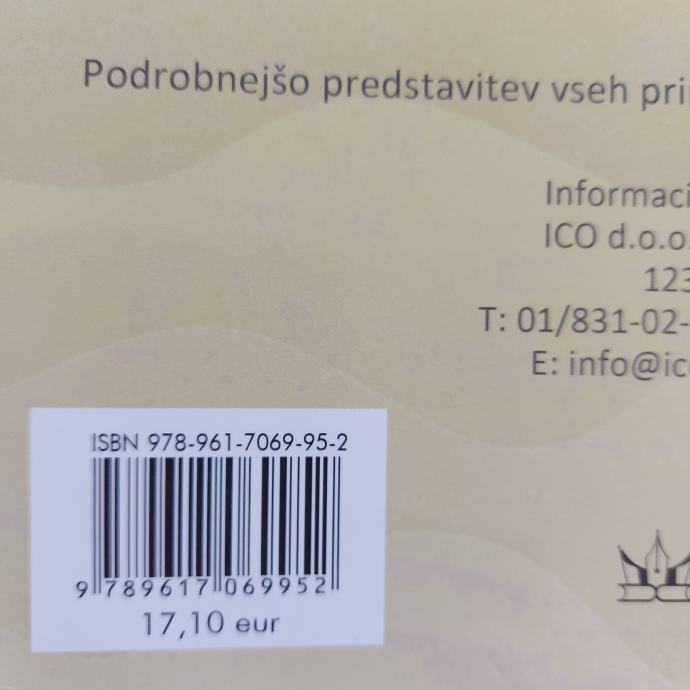 Podrobnejšo predstavitev vseh pri
Informaci
ICO d.o.o.
123
T: 01/831-02-
E: info@ic
ISBN 978-961-7069-95-2
9 789617 069952
17,10 eur